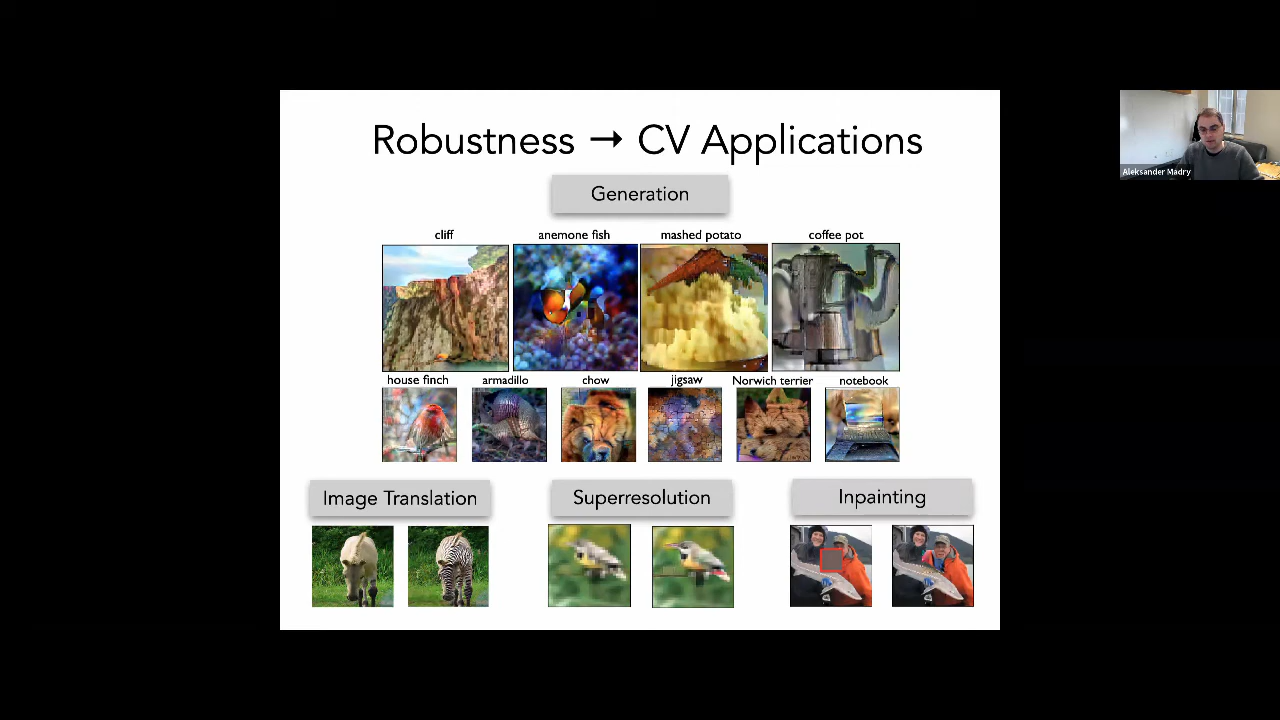 Robustness → CV Applications
Generation
cliff
anemone fish
mashed potato
coffee pot
house finch
armadillo
chow
jigsaw
Norwich terrier
notebook
Image Translation
Superresolution
Inpainting
Aleksander Madry